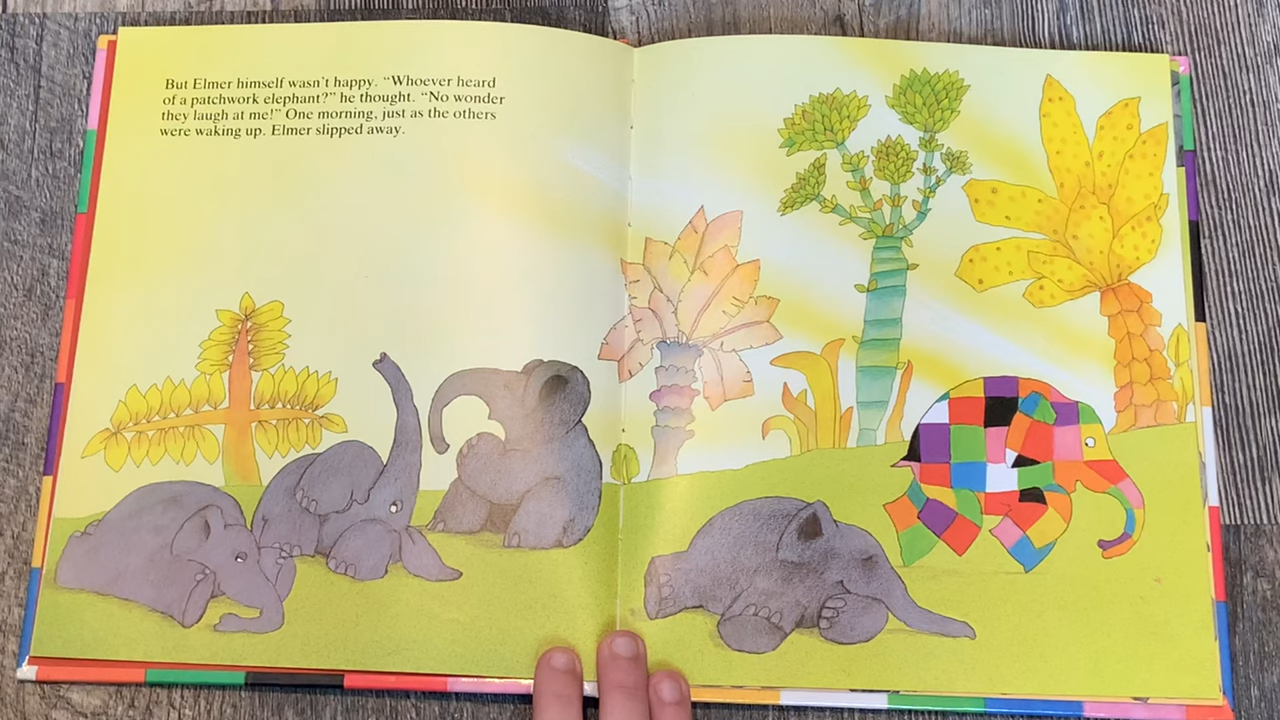 But Elmer himself wasn't happy. "Whoever heard
of a patchwork elephant?" he thought. "No wonder
they laugh at me!" One morning, just as the others
were waking up. Elmer slipped away.